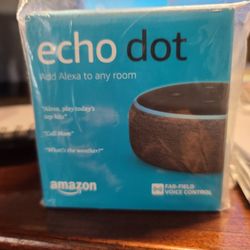 echo dot
Add Alexa to any room
"Alexa, play today's
top hits"
"Call Mom"
"What's the weather?"
amazon
FAR-FIELD
VOICE CONTROL